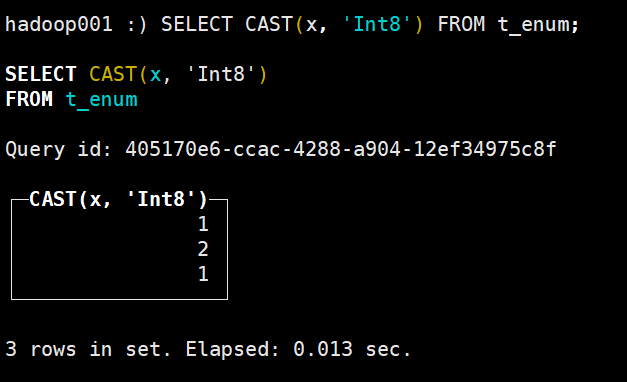 hadoop001 :) SELECT CAST(x, 'Int8') FROM t_enum;
SELECT CAST(x, 'Int8')
FROM t_enum
Query id: 405170e6-ccac-4288-a904-12ef34975c8f
CAST(x, 'Int8')
1
2
1
3 rows in set. Elapsed: 0.013 sec.